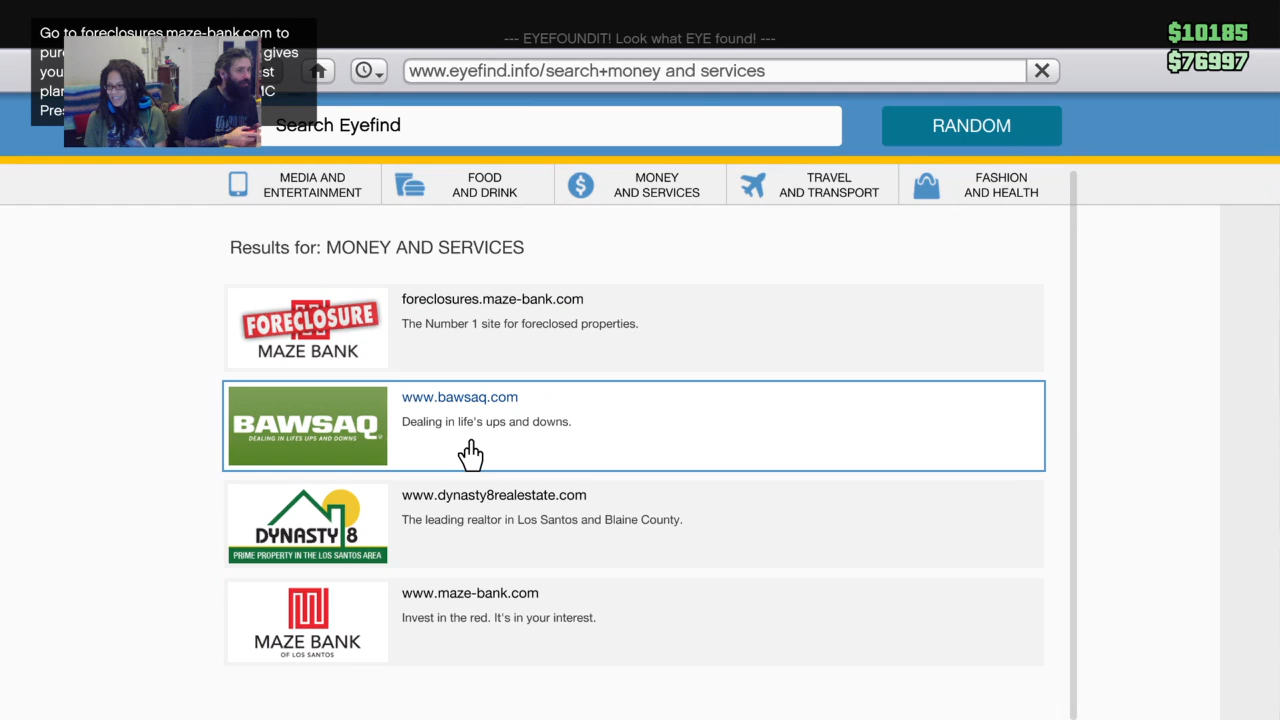 --- EYEFOUNDIT! Look what EYE found! ---
$10185
$76997
Go to foreclosures.maze-bank.com to
pur
gives
you
st
plan
MC
Pres
www.eyefind.info/search+money and services
Search Eyefind
RANDOM
MEDIA AND
ENTERTAINMENT
FOOD
AND DRINK
MONEY
AND SERVICES
TRAVEL
AND TRANSPORT
FASHION
AND HEALTH
Results for: MONEY AND SERVICES
FORECLOSURE
MAZE BANK
foreclosures.maze-bank.com
The Number 1 site for foreclosed properties.
BAWSAQ
DEALING IN LIFES UPS AND DOWNS
www.bawsaq.com
Dealing in life's ups and downs.
DYNASTY 8
PRIME PROPERTY IN THE LOS SANTOS AREA
www.dynasty8realestate.com
The leading realtor in Los Santos and Blaine County.
MAZE BANK
OF LOS SANTOS
www.maze-bank.com
Invest in the red. It's in your interest.